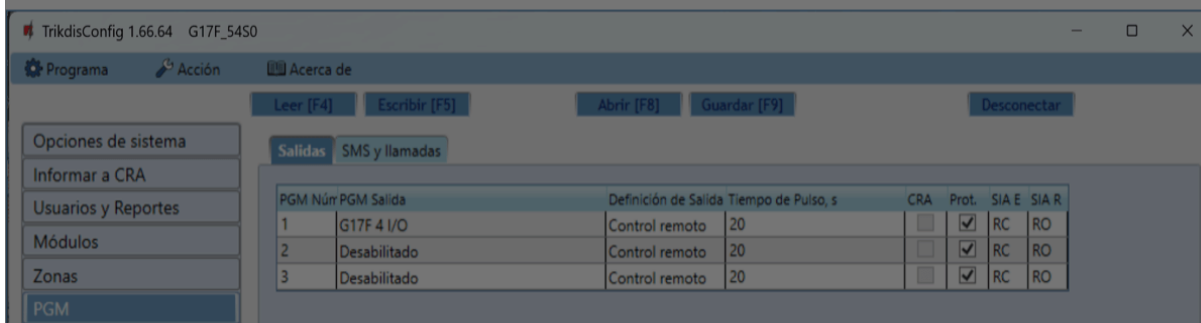 TrikdisConfig 1.66.64 G17F_54S0
Programa Acción Acerca de
Leer [F4] Escribir [F5] Abrir [F8] Guardar [F9] Desconectar
Opciones de sistema
Informar a CRA
Usuarios y Reportes
Módulos
Zonas
PGM
Salidas SMS y llamadas
PGM Núm PGM Salida Definición de Salida Tiempo de Pulso, s CRA Prot. SIA E SIA R
1 G17F 4 I/O Control remoto 20 RC RO
2 Desabilitado Control remoto 20 RC RO
3 Desabilitado Control remoto 20 RC RO